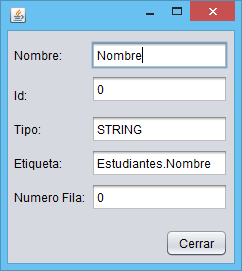 Nombre: Nombre
Id: 0
Tipo: STRING
Etiqueta: Estudiantes.Nombre
Numero Fila: 0
Cerrar